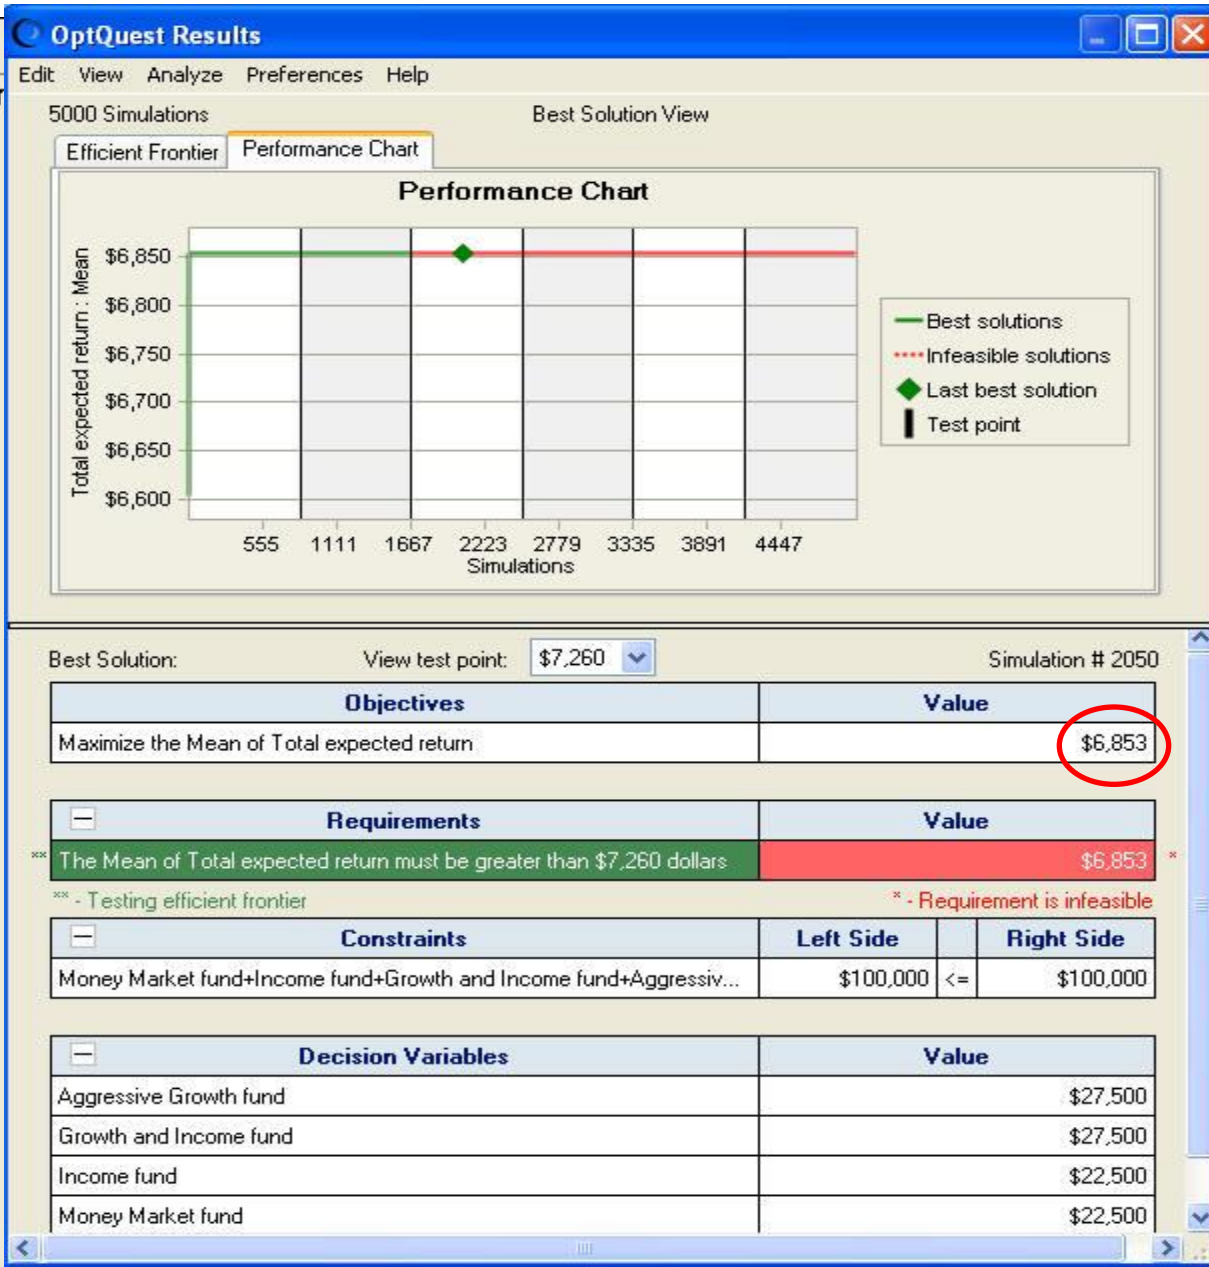 OptQuest Results
Edit View Analyze Preferences Help
5000 Simulations Best Solution View
Efficient Frontier Performance Chart
Performance Chart
Total expected return : Mean
$6,850
$6,800
$6,750
$6,700
$6,650
$6,600
555 1111 1667 2223 2779 3335 3891 4447
Simulations
Best solutions
Infeasible solutions
Last best solution
Test point
Best Solution: View test point: $7,260 Simulation # 2050
Objectives Value
Maximize the Mean of Total expected return $6,853
Requirements Value
** The Mean of Total expected return must be greater than $7,260 dollars $6,853 *
** - Testing efficient frontier * - Requirement is infeasible
Constraints Left Side Right Side
Money Market fund+Income fund+Growth and Income fund+Aggressiv... $100,000 <= $100,000
Decision Variables Value
Aggressive Growth fund $27,500
Growth and Income fund $27,500
Income fund $22,500
Money Market fund $22,500